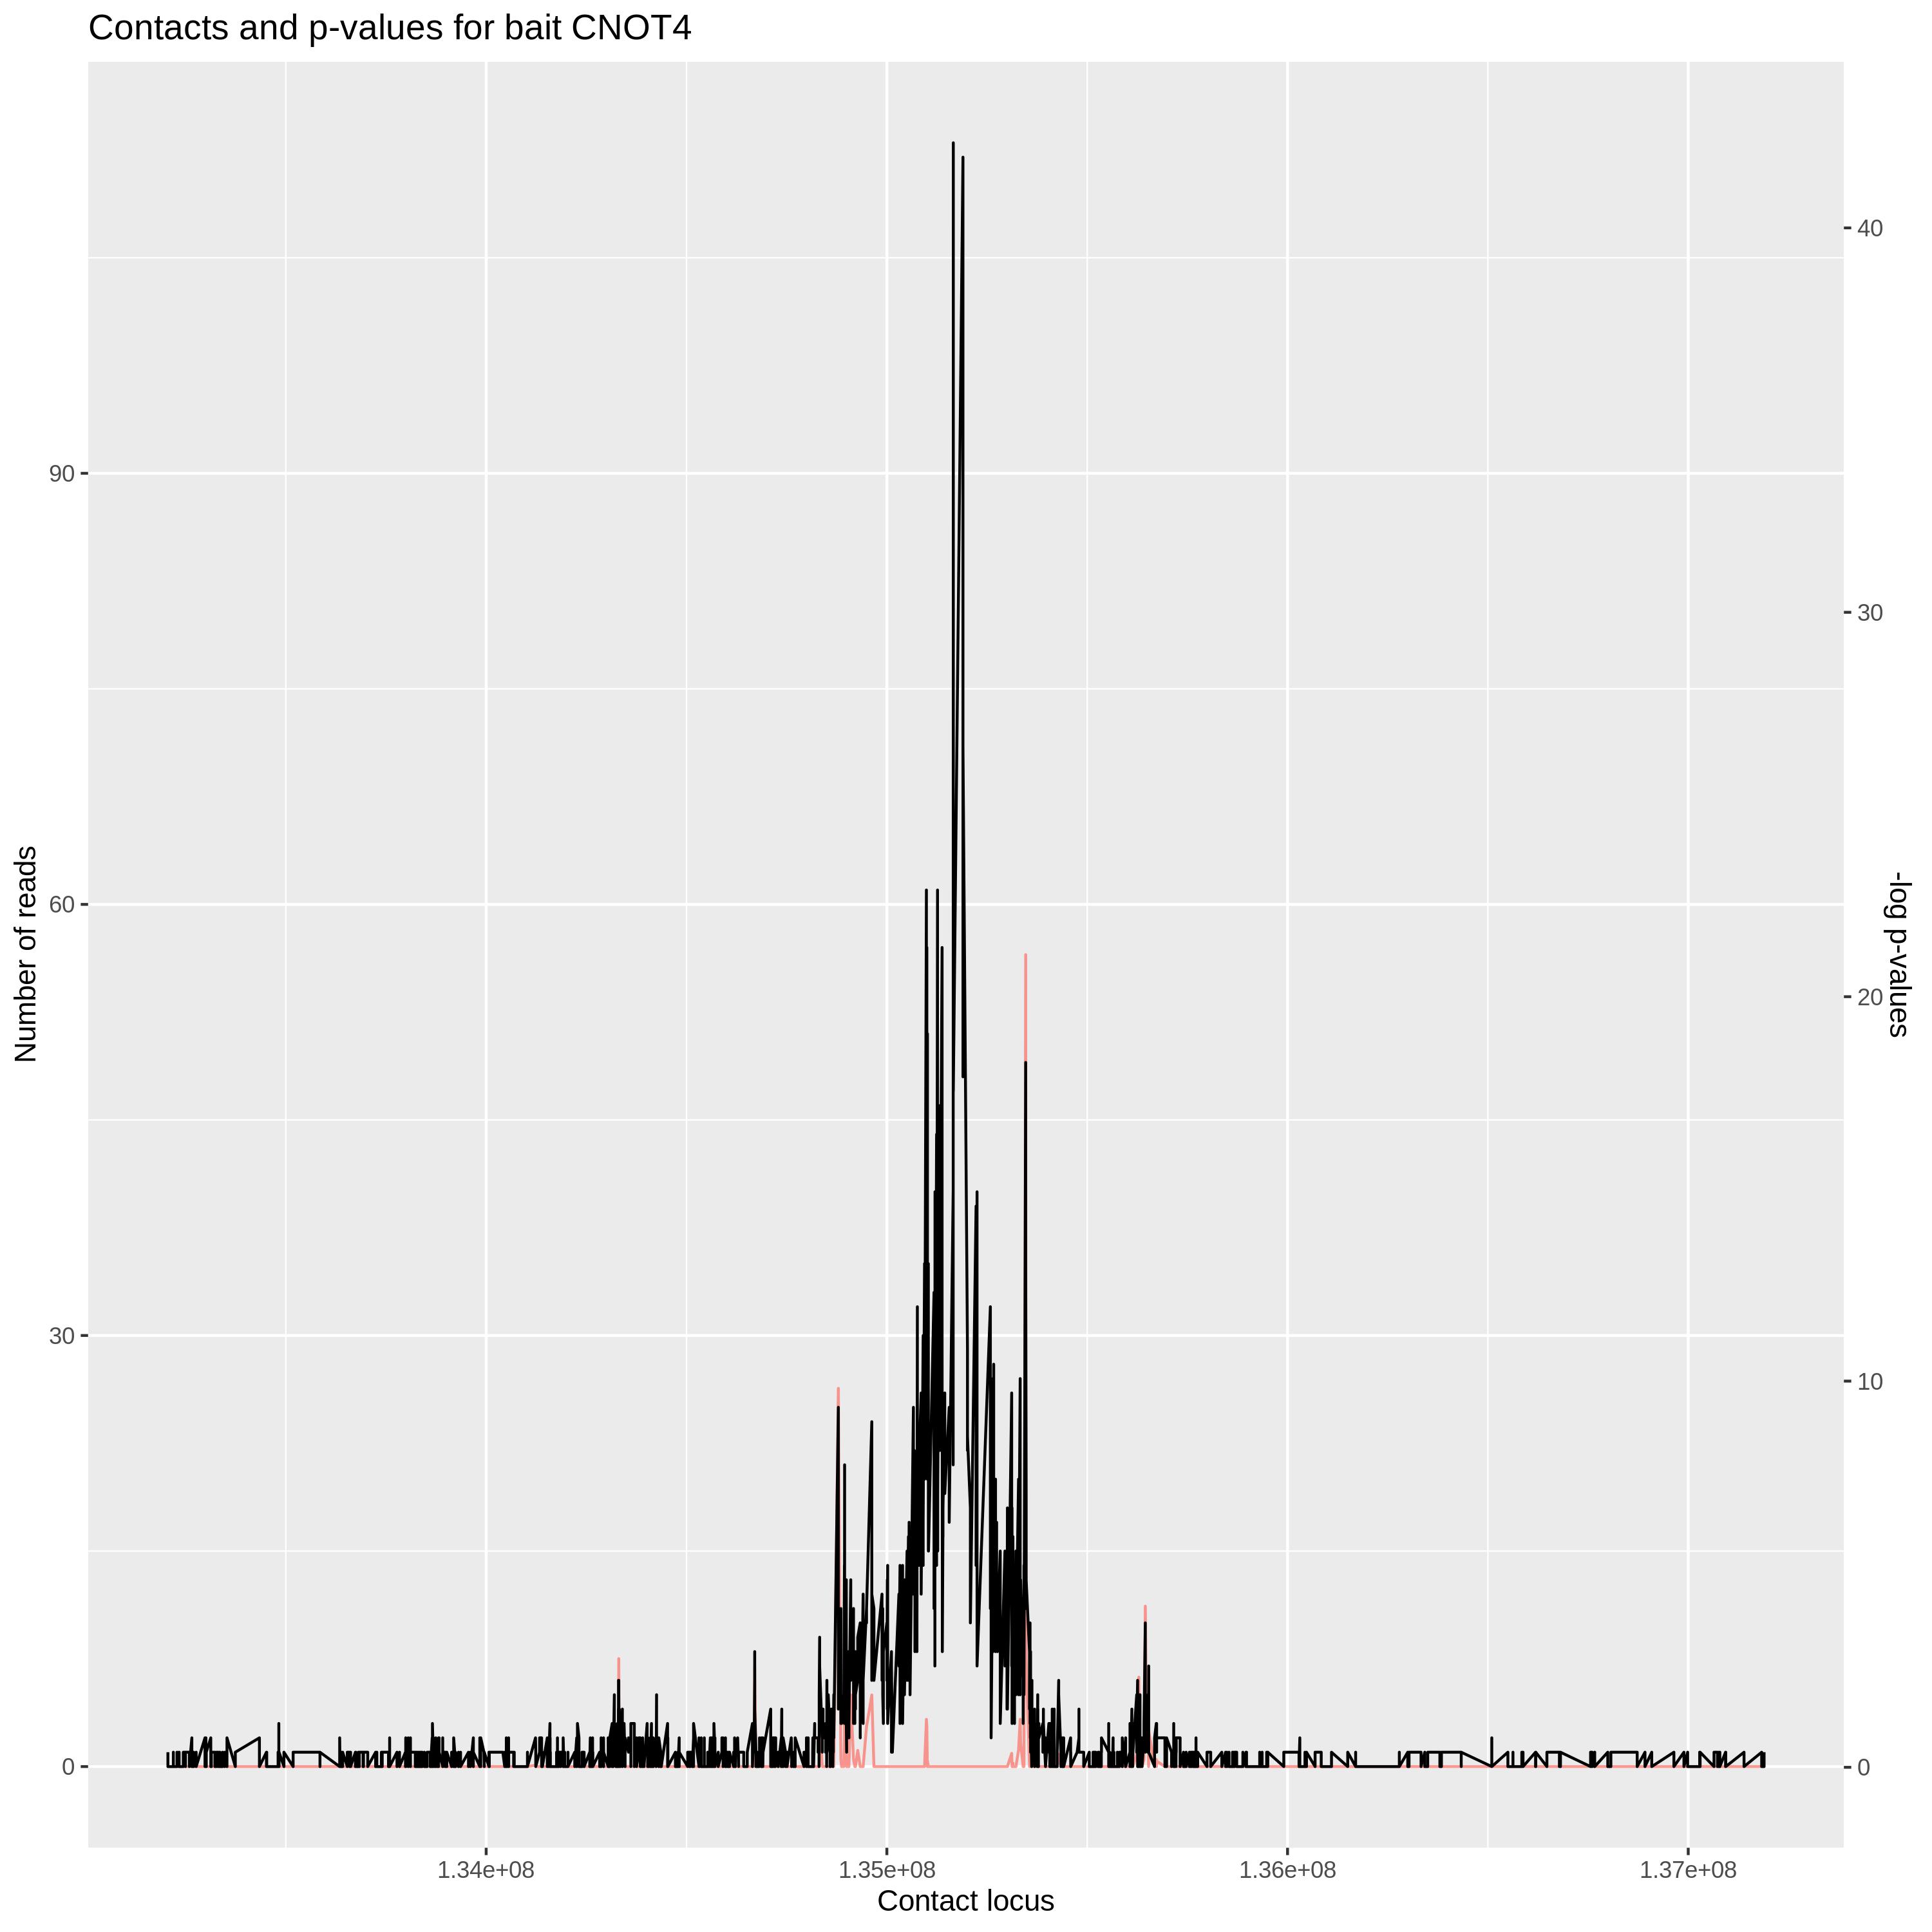 Contacts and p-values for bait CNOT4
Number of reads
90
60
30
0
40
30
20
10
0
-log p-values
1.34e+08
1.35e+08
1.36e+08
1.37e+08
Contact locus